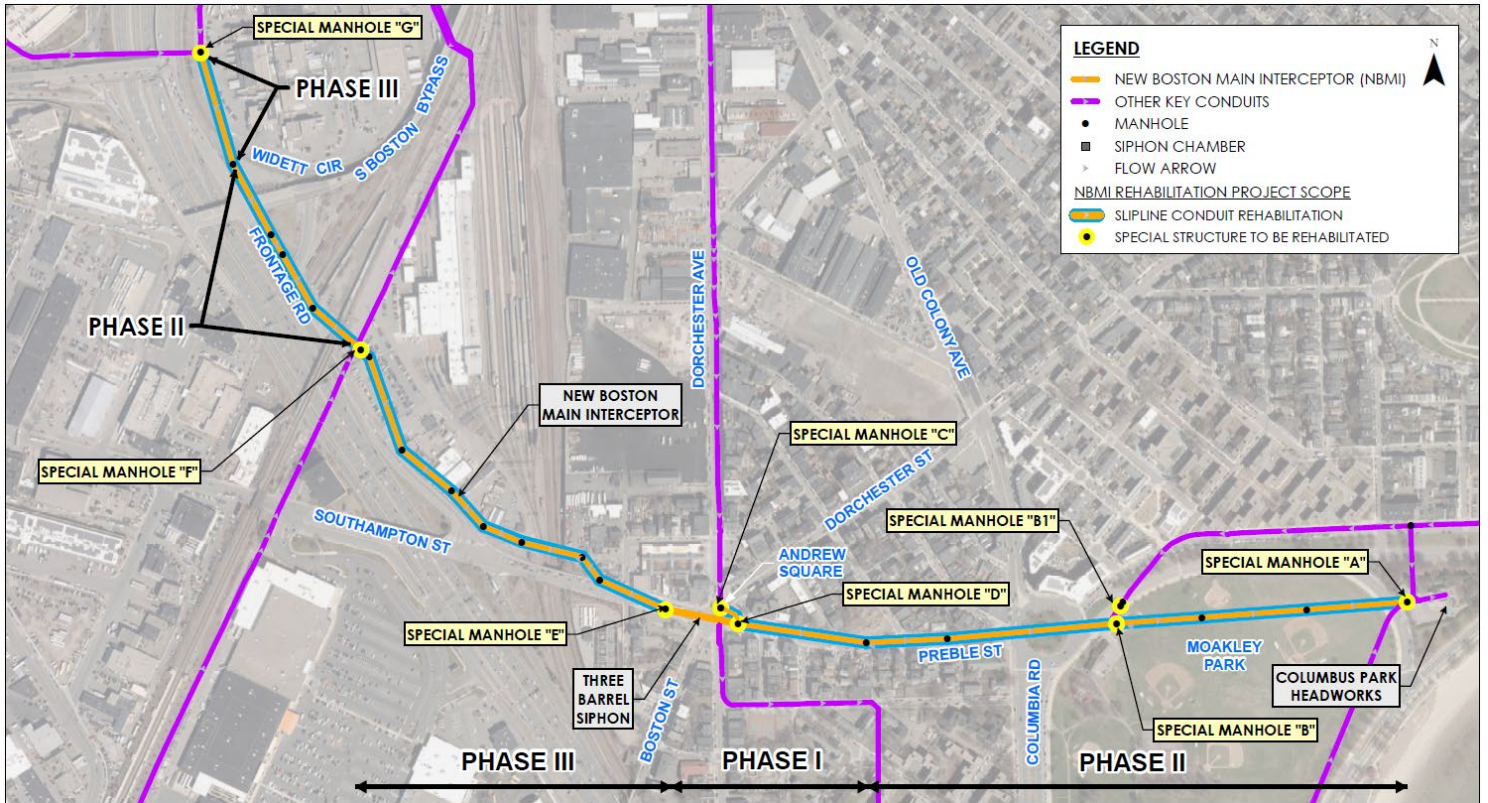 SPECIAL MANHOLE "G"
PHASE III
WIDETT CIR
S BOSTON BYPASS
FRONTAGE RD
PHASE II
LEGEND
N
NEW BOSTON MAIN INTERCEPTOR (NBMI)
OTHER KEY CONDUITS
MANHOLE
SIPHON CHAMBER
FLOW ARROW
NBMI REHABILITATION PROJECT SCOPE
SLIPLINE CONDUIT REHABILITATION
SPECIAL STRUCTURE TO BE REHABILITATED
DORCHESTER AVE
OLD COLONY AVE
NEW BOSTON
MAIN INTERCEPTOR
SPECIAL MANHOLE "C"
SPECIAL MANHOLE "F"
DORCHESTER ST
SOUTHAMPTON ST
SPECIAL MANHOLE "B1"
ANDREW
SQUARE
SPECIAL MANHOLE "A"
SPECIAL MANHOLE "D"
SPECIAL MANHOLE "E"
PREBLE ST
MOAKLEY
PARK
THREE
BARREL
SIPHON
BOSTON ST
COLUMBIA RD
COLUMBUS PARK
HEADWORKS
SPECIAL MANHOLE "B"
PHASE III
PHASE I
PHASE II